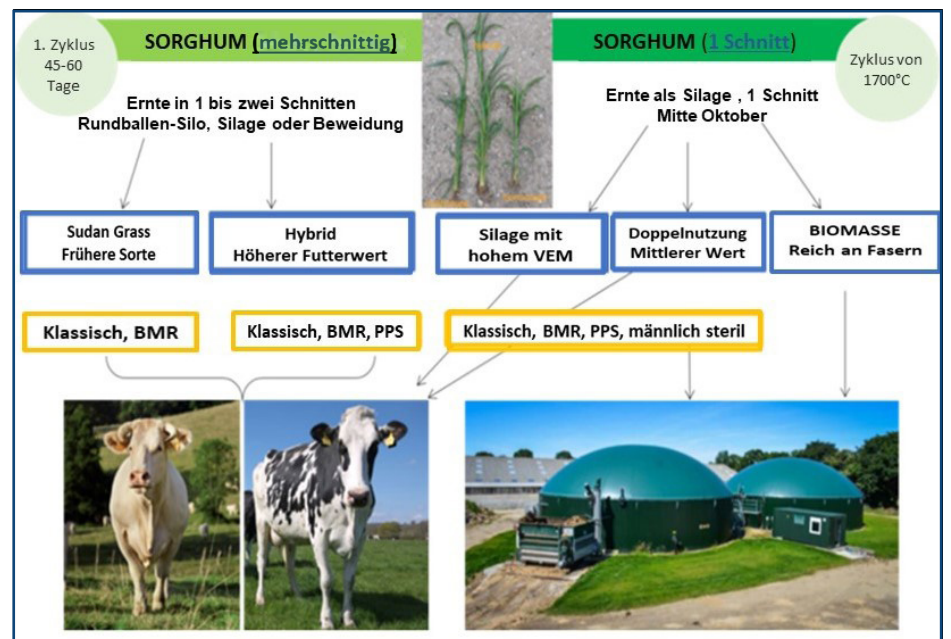 1. Zyklus
45-60
Tage
SORGHUM (mehrschnittig)
SORGHUM (1 Schnitt)
Zyklus von
1700°C
Ernte in 1 bis zwei Schnitten
Rundballen-Silo, Silage oder Beweidung
Ernte als Silage , 1 Schnitt
Mitte Oktober
Sudan Grass
Frühere Sorte
Hybrid
Höherer Futterwert
Silage mit
hohem VEM
Doppelnutzung
Mittlerer Wert
BIOMASSE
Reich an Fasern
Klassisch, BMR
Klassisch, BMR, PPS
Klassisch, BMR, PPS, männlich steril